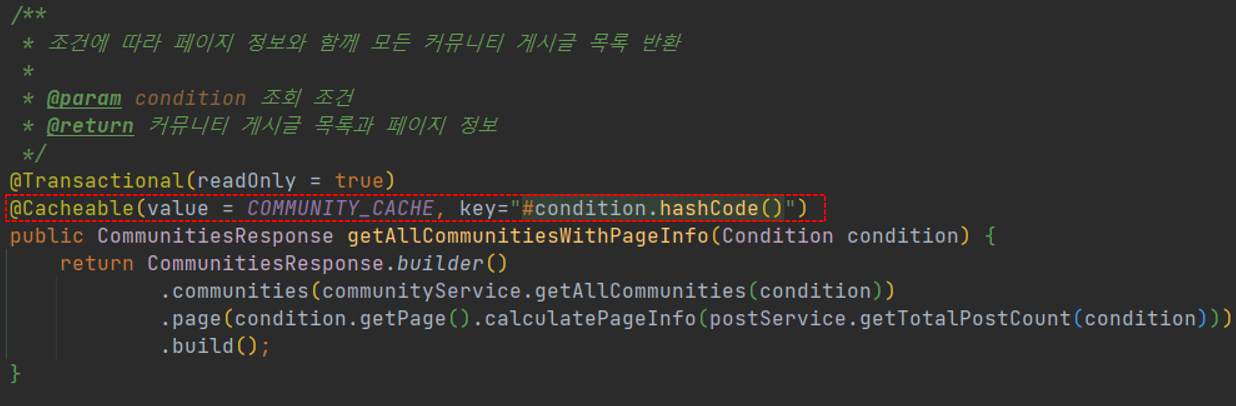 /**
 * 조건에 따라 페이지 정보와 함께 모든 커뮤니티 게시글 목록 반환
 *
 * @param condition 조회 조건
 * @return 커뮤니티 게시글 목록과 페이지 정보
 */
@Transactional(readOnly = true)
@Cacheable(value = COMMUNITY_CACHE, key="#condition.hashCode()")
public CommunitiesResponse getAllCommunitiesWithPageInfo(Condition condition) {
    return CommunitiesResponse.builder()
            .communities(communityService.getAllCommunities(condition))
            .page(condition.getPage().calculatePageInfo(postService.getTotalPostCount(condition)))
            .build();
}